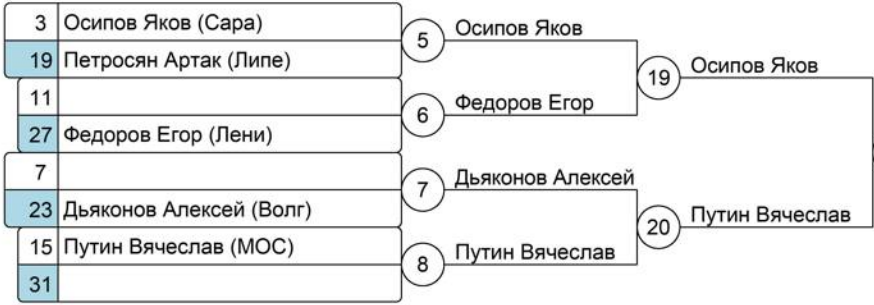 3 Осипов Яков (Сара)
19 Петросян Артак (Липе)
5 Осипов Яков
11
27 Федоров Егор (Лени)
6 Федоров Егор
19 Осипов Яков
7
23 Дьяконов Алексей (Волг)
7 Дьяконов Алексей
15 Путин Вячеслав (МОС)
31
8 Путин Вячеслав
20 Путин Вячеслав